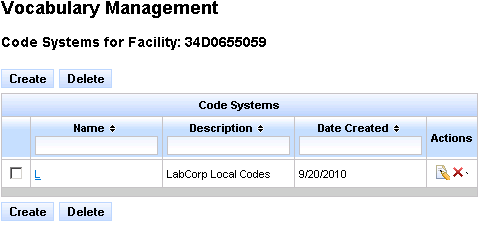 Vocabulary Management
Code Systems for Facility: 34D0655059
Create Delete
Code Systems
Name Description Date Created Actions
L LabCorp Local Codes 9/20/2010
Create Delete